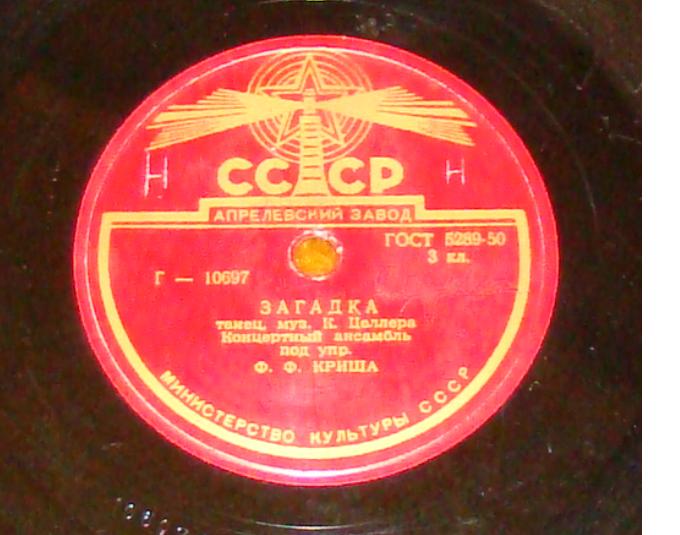 СССР
Н Н
АПРЕЛЕВСКИЙ ЗАВОД
ГОСТ 5289-50
3 кл.
Г — 10697
ЗАГАДКА
танец, муз. К. Целлера
Концертный ансамбль
под упр.
Ф. Ф. КРИША
МИНИСТЕРСТВО КУЛЬТУРЫ СССР